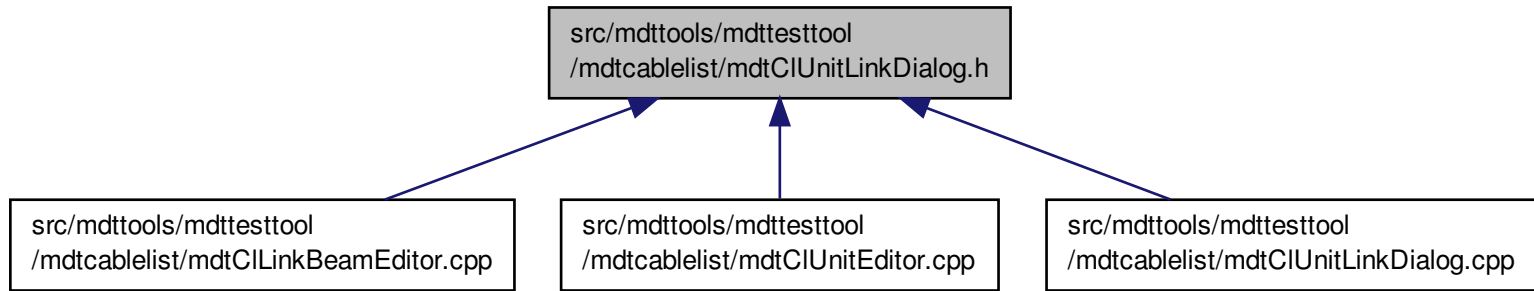 src/mdttools/mdttesttool
/mdtcablelist/mdtClUnitLinkDialog.h
src/mdttools/mdttesttool
/mdtcablelist/mdtClLinkBeamEditor.cpp
src/mdttools/mdttesttool
/mdtcablelist/mdtClUnitEditor.cpp
src/mdttools/mdttesttool
/mdtcablelist/mdtClUnitLinkDialog.cpp